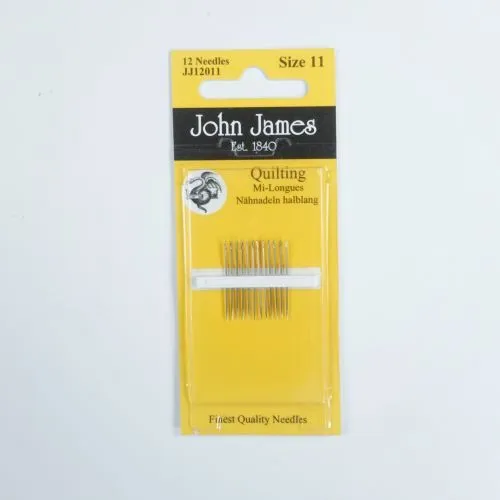 12 Needles Size 11
JJ12011
John James
Est. 1840
Quilting
Mi-Longues
Nähnadeln halblang
Finest Quality Needles